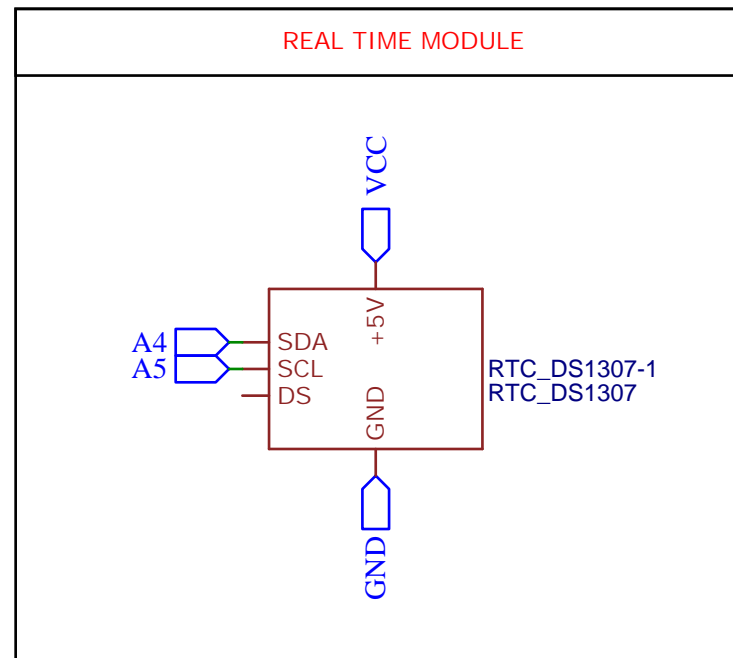 REAL TIME MODULE
VCC
+5V
A4
SDA
A5
SCL
DS
GND
RTC_DS1307-1
RTC_DS1307
GND